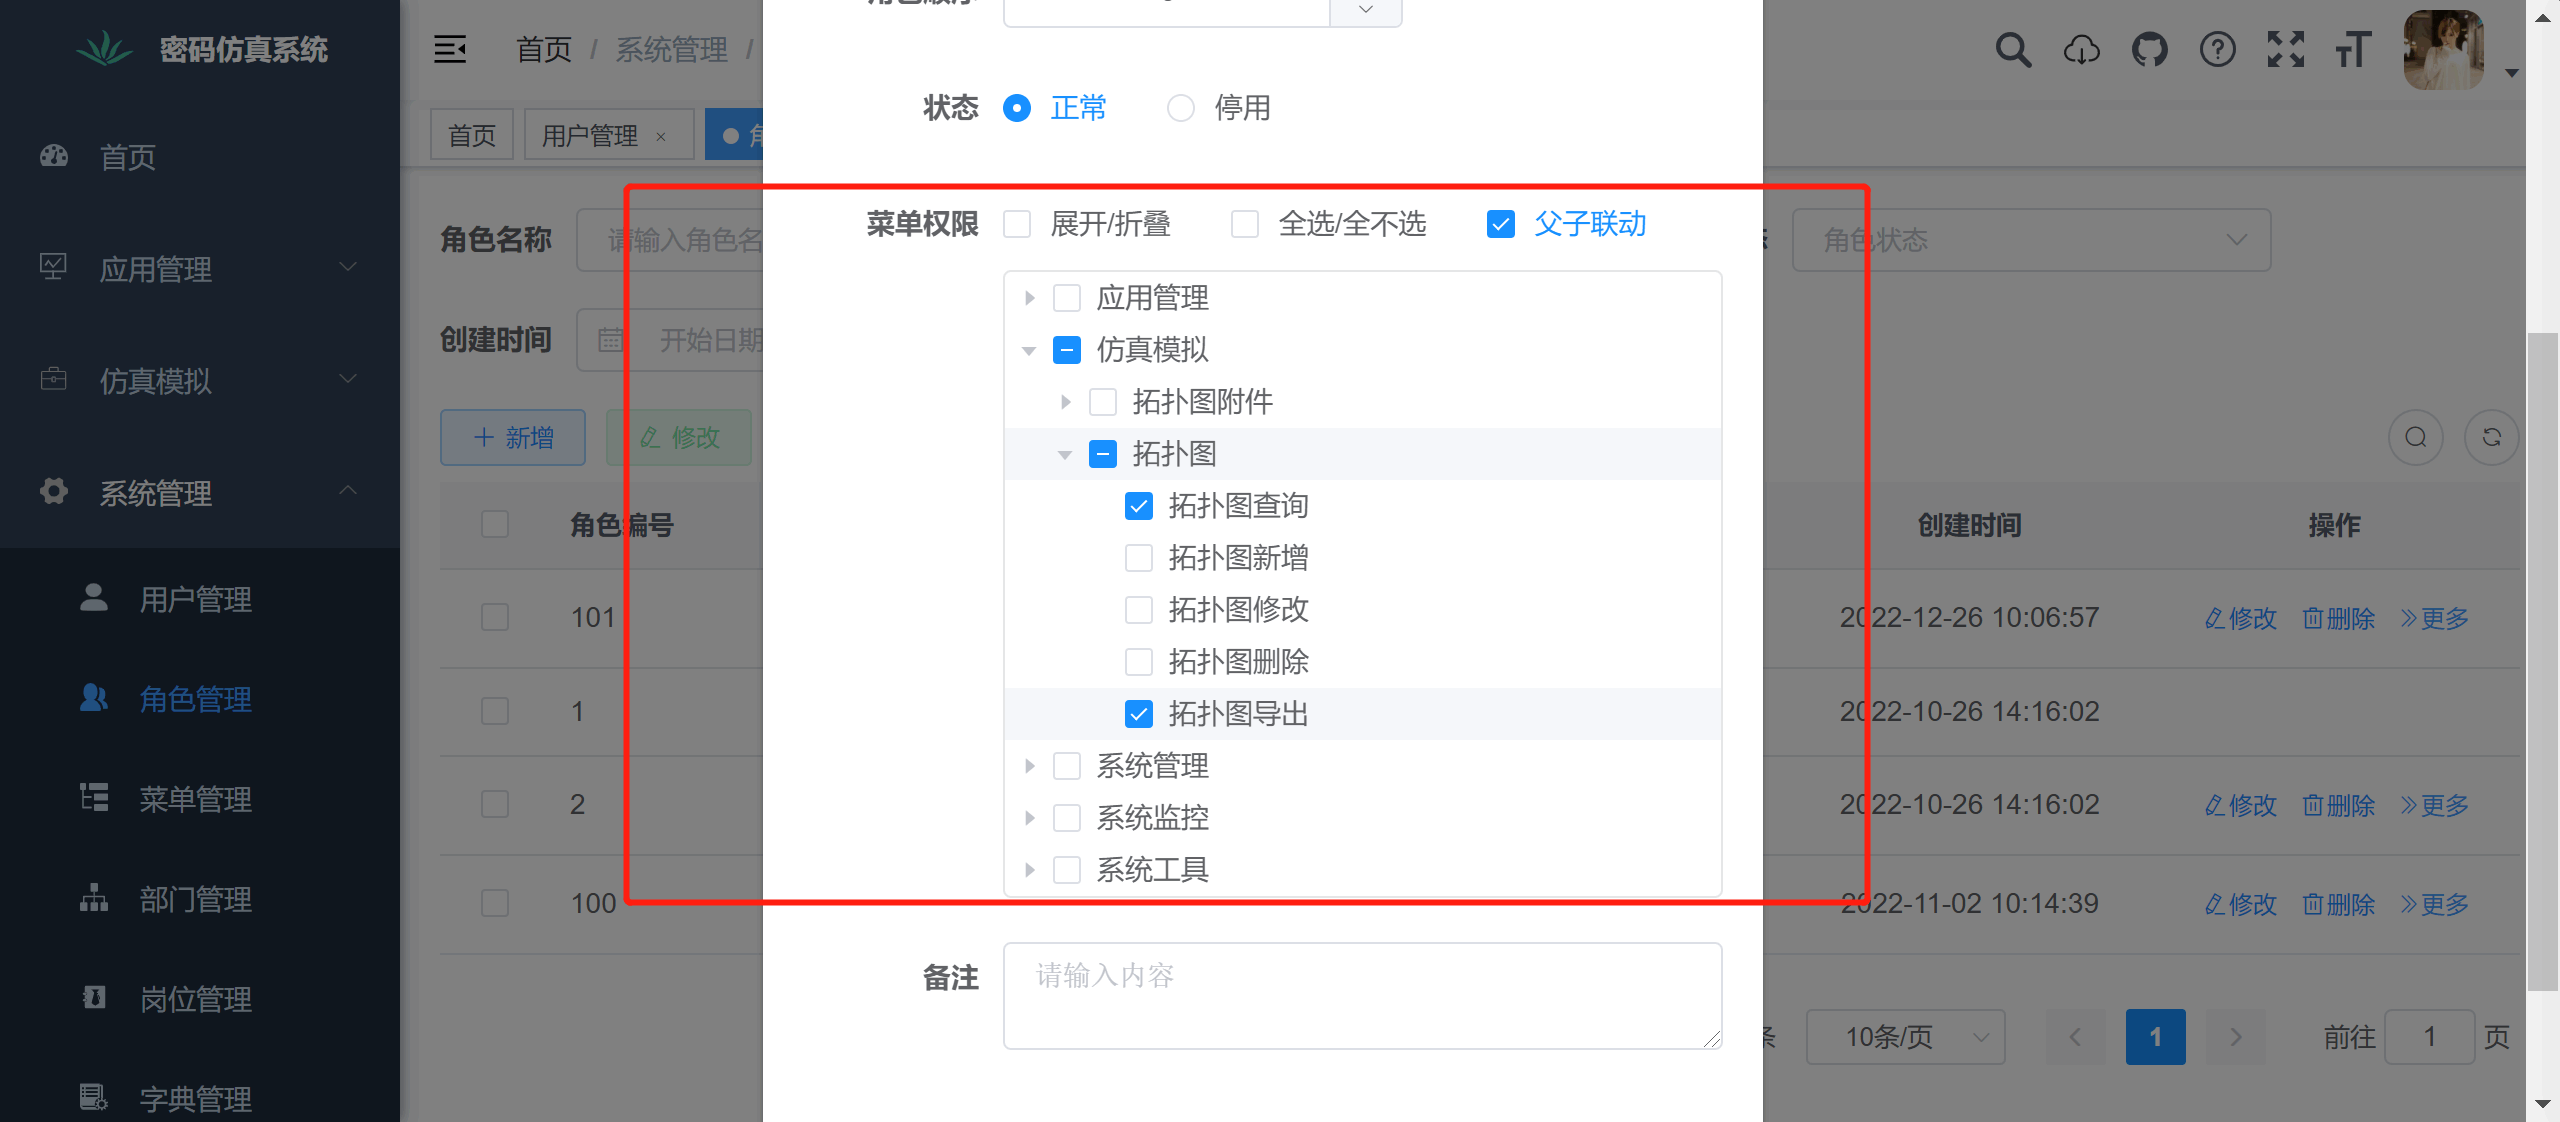 密码仿真系统
首页 / 系统管理 /
首页
用户管理 ×
首页
应用管理
仿真模拟
系统管理
用户管理
角色管理
菜单管理
部门管理
岗位管理
字典管理
角色名称
请输入角色名
角色状态
创建时间
开始日期
新增
修改
角色编号
创建时间
操作
101
2022-12-26 10:06:57
修改 删除 更多
1
2022-10-26 14:16:02
2
2022-10-26 14:16:02
修改 删除 更多
100
2022-11-02 10:14:39
修改 删除 更多
10条/页
1
前往 1 页
状态 正常 停用
菜单权限 展开/折叠 全选/全不选 父子联动
应用管理
仿真模拟
拓扑图附件
拓扑图
拓扑图查询
拓扑图新增
拓扑图修改
拓扑图删除
拓扑图导出
系统管理
系统监控
系统工具
备注
请输入内容